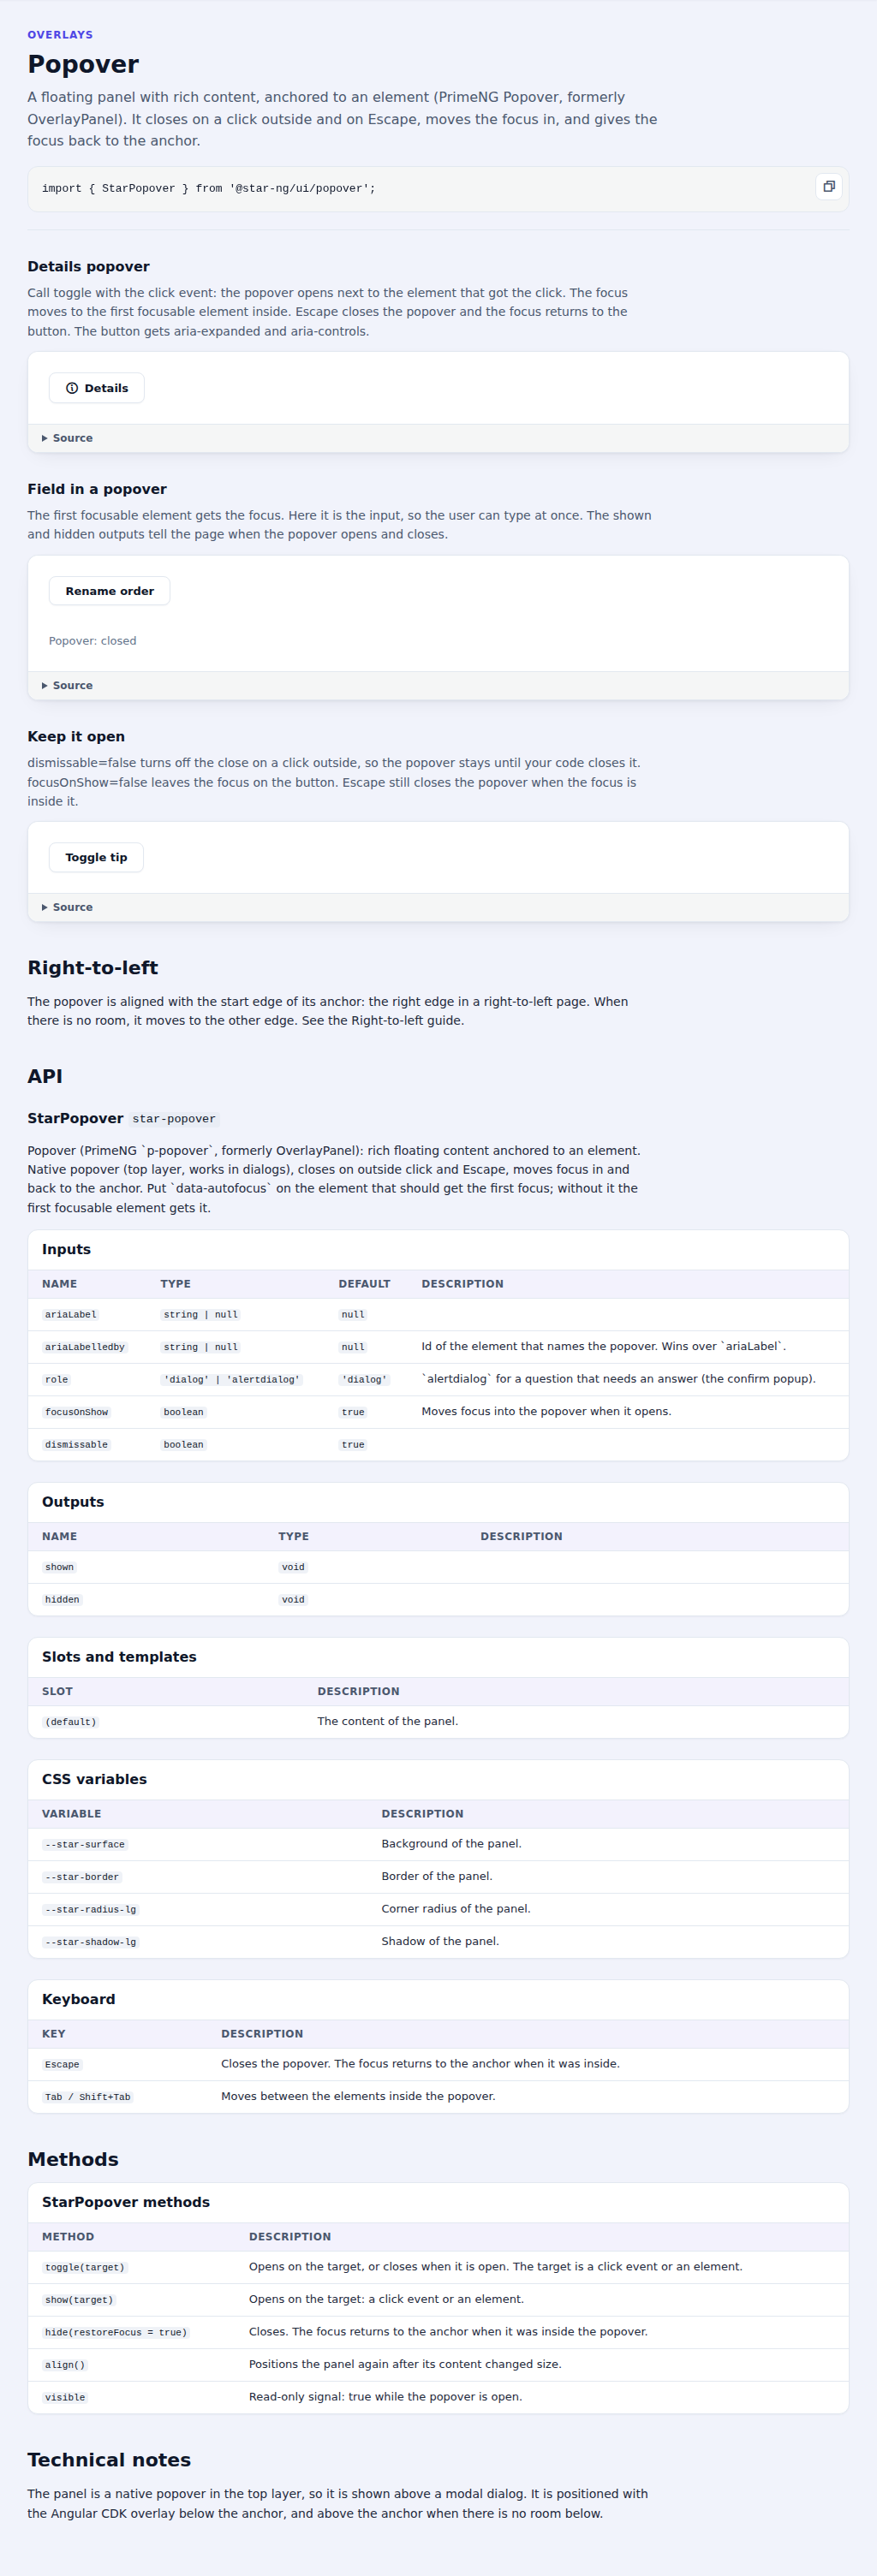 OVERLAYS
Popover
A floating panel with rich content, anchored to an element (PrimeNG Popover, formerly
OverlayPanel). It closes on a click outside and on Escape, moves the focus in, and gives the
focus back to the anchor.
import { StarPopover } from '@star-ng/ui/popover';
Details popover
Call toggle with the click event: the popover opens next to the element that got the click. The focus
moves to the first focusable element inside. Escape closes the popover and the focus returns to the
button. The button gets aria-expanded and aria-controls.
Details
Source
Field in a popover
The first focusable element gets the focus. Here it is the input, so the user can type at once. The shown
and hidden outputs tell the page when the popover opens and closes.
Rename order
Popover: closed
Source
Keep it open
dismissable=false turns off the close on a click outside, so the popover stays until your code closes it.
focusOnShow=false leaves the focus on the button. Escape still closes the popover when the focus is
inside it.
Toggle tip
Source
Right-to-left
The popover is aligned with the start edge of its anchor: the right edge in a right-to-left page. When
there is no room, it moves to the other edge. See the Right-to-left guide.
API
StarPopover star-popover
Popover (PrimeNG `p-popover`, formerly OverlayPanel): rich floating content anchored to an element.
Native popover (top layer, works in dialogs), closes on outside click and Escape, moves focus in and
back to the anchor. Put `data-autofocus` on the element that should get the first focus; without it the
first focusable element gets it.
Inputs
NAME TYPE DEFAULT DESCRIPTION
ariaLabel string | null null
ariaLabelledby string | null null Id of the element that names the popover. Wins over `ariaLabel`.
role 'dialog' | 'alertdialog' 'dialog' `alertdialog` for a question that needs an answer (the confirm popup).
focusOnShow boolean true Moves focus into the popover when it opens.
dismissable boolean true
Outputs
NAME TYPE DESCRIPTION
shown void
hidden void
Slots and templates
SLOT DESCRIPTION
(default) The content of the panel.
CSS variables
VARIABLE DESCRIPTION
--star-surface Background of the panel.
--star-border Border of the panel.
--star-radius-lg Corner radius of the panel.
--star-shadow-lg Shadow of the panel.
Keyboard
KEY DESCRIPTION
Escape Closes the popover. The focus returns to the anchor when it was inside.
Tab / Shift+Tab Moves between the elements inside the popover.
Methods
StarPopover methods
METHOD DESCRIPTION
toggle(target) Opens on the target, or closes when it is open. The target is a click event or an element.
show(target) Opens on the target: a click event or an element.
hide(restoreFocus = true) Closes. The focus returns to the anchor when it was inside the popover.
align() Positions the panel again after its content changed size.
visible Read-only signal: true while the popover is open.
Technical notes
The panel is a native popover in the top layer, so it is shown above a modal dialog. It is positioned with
the Angular CDK overlay below the anchor, and above the anchor when there is no room below.